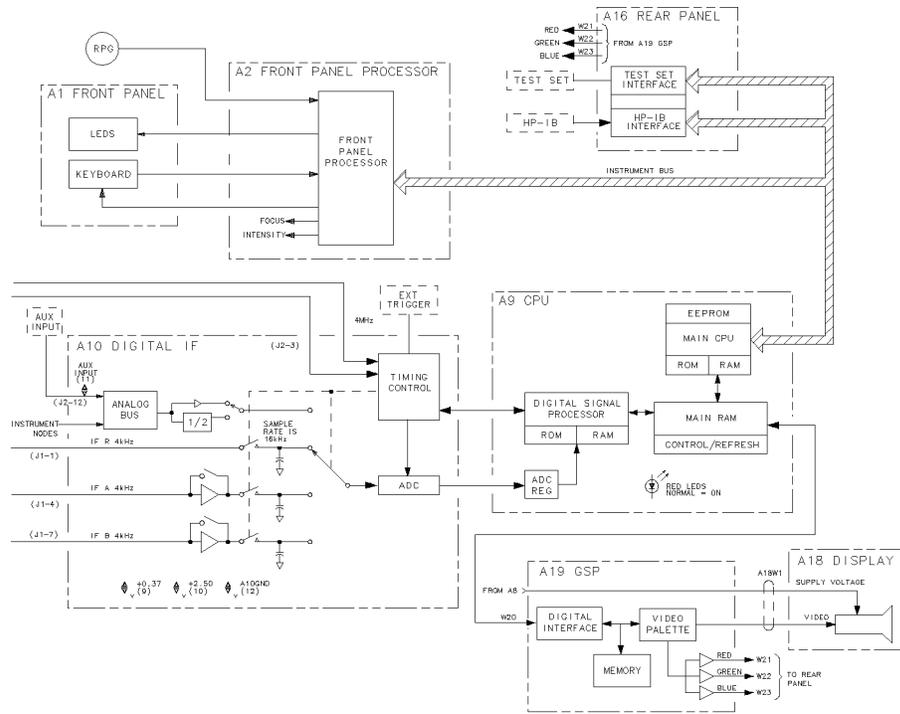 A16 REAR PANEL
RED W21
GREEN W22
BLUE W23
FROM A19 GSP
TEST SET
TEST SET
INTERFACE
HP-IB
HP-IB
INTERFACE
RPG
A2 FRONT PANEL PROCESSOR
A1 FRONT PANEL
LEDS
KEYBOARD
FRONT
PANEL
PROCESSOR
FOCUS
INTENSITY
INSTRUMENT BUS
EXT
TRIGGER
4MHz
AUX
INPUT
A10 DIGITAL IF
(J2-3)
AUX
INPUT
(11)
(J2-12)
INSTRUMENT
NODES
ANALOG
BUS
1/2
SAMPLE
RATE IS
16kHz
TIMING
CONTROL
ADC
IF R 4kHz
(J1-1)
IF A 4kHz
(J1-4)
IF B 4kHz
(J1-7)
+0.37
v (9)
+2.50
v (10)
A10GND
v (12)
A9 CPU
EEPROM
MAIN CPU
ROM RAM
DIGITAL SIGNAL
PROCESSOR
ROM RAM
MAIN RAM
CONTROL/REFRESH
ADC
REG
RED LEDS
NORMAL = ON
A19 GSP
FROM A8
W20
DIGITAL
INTERFACE
VIDEO
PALETTE
MEMORY
RED W21
GREEN W22
BLUE W23
TO REAR
PANEL
A18W1
A18 DISPLAY
SUPPLY VOLTAGE
VIDEO